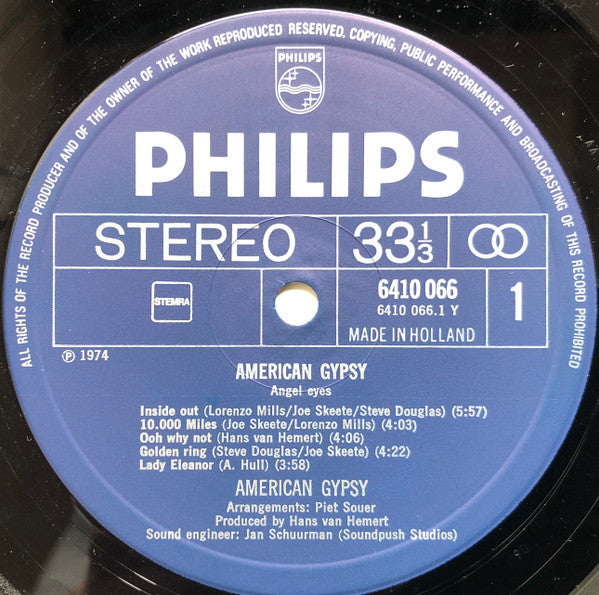 ALL RIGHTS OF THE RECORD PRODUCER AND OF THE OWNER OF THE WORK REPRODUCED RESERVED. COPYING, PUBLIC PERFORMANCE AND BROADCASTING OF THIS RECORD PROHIBITED
PHILIPS
PHILIPS
STEREO 33⅓
STEMRA
6410 066
6410 066.1 Y
1
MADE IN HOLLAND
Ⓟ 1974
AMERICAN GYPSY
Angel eyes
Inside out (Lorenzo Mills/Joe Skeete/Steve Douglas) (5:57)
10.000 Miles (Joe Skeete/Lorenzo Mills) (4:03)
Ooh why not (Hans van Hemert) (4:06)
Golden ring (Steve Douglas/Joe Skeete) (4:22)
Lady Eleanor (A. Hull) (3:58)
AMERICAN GYPSY
Arrangements: Piet Souer
Produced by Hans van Hemert
Sound engineer: Jan Schuurman (Soundpush Studios)